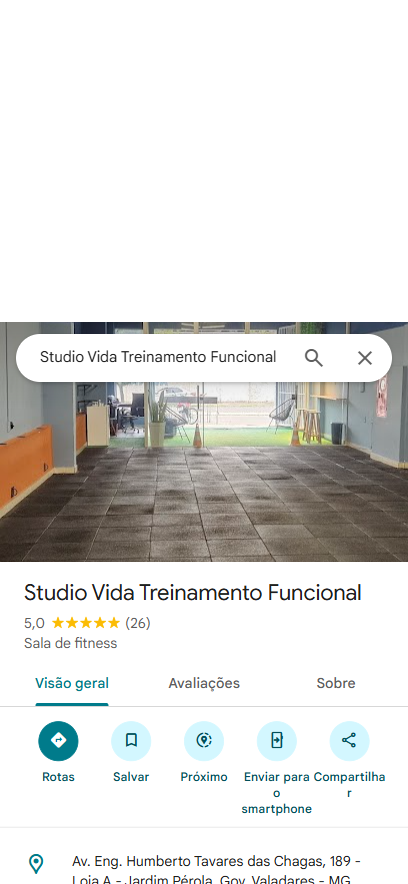 Studio Vida Treinamento Funcional
Studio Vida Treinamento Funcional
5,0 (26)
Sala de fitness
Visão geral Avaliações Sobre
Rotas Salvar Próximo Enviar para o smartphone Compartilhar
Av. Eng. Humberto Tavares das Chagas, 189 -
Loja A - Jardim Pérola, Gov. Valadares - MG,